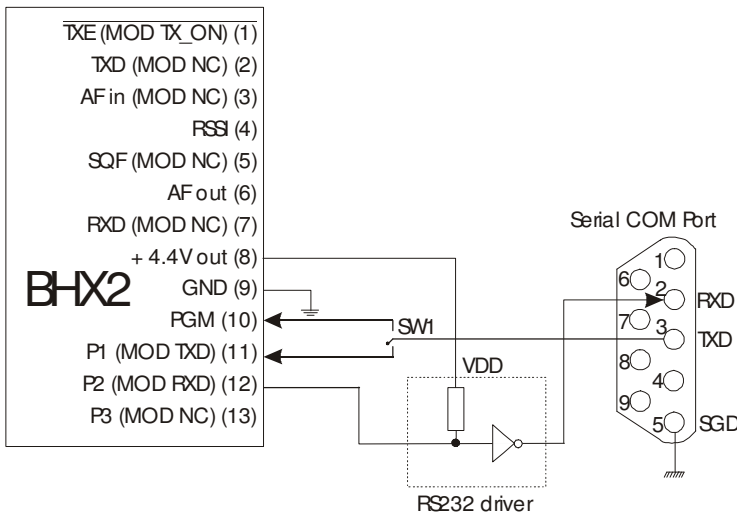 TXE (MOD TX_ON) (1)
TXD (MOD NC) (2)
AF in (MOD NC) (3)
RSSI (4)
SQF (MOD NC) (5)
AF out (6)
RXD (MOD NC) (7)
+ 4.4V out (8)
GND (9)
PGM (10)
P1 (MOD TXD) (11)
P2 (MOD RXD) (12)
P3 (MOD NC) (13)
BHX2
SW1
VDD
RS232 driver
Serial COM Port
1
6
2 RXD
7
3 TXD
8
4
9
5 SGD